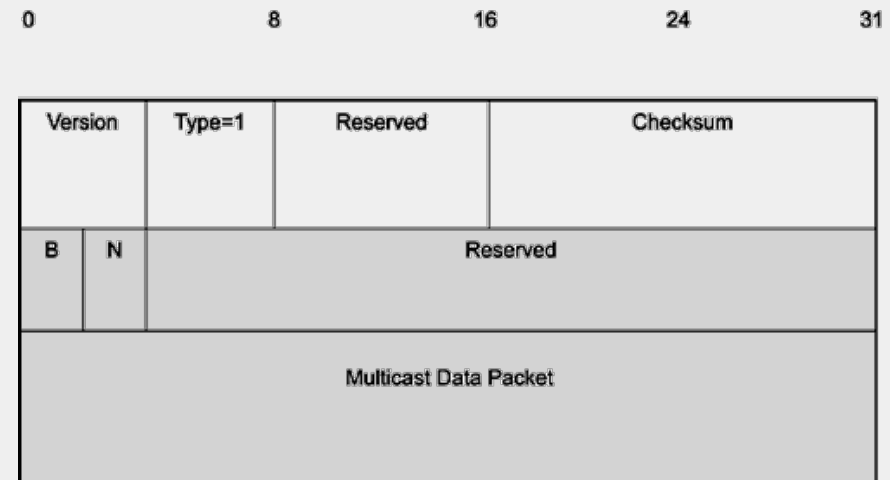 0 8 16 24 31
Version Type=1 Reserved Checksum
B N Reserved
Multicast Data Packet